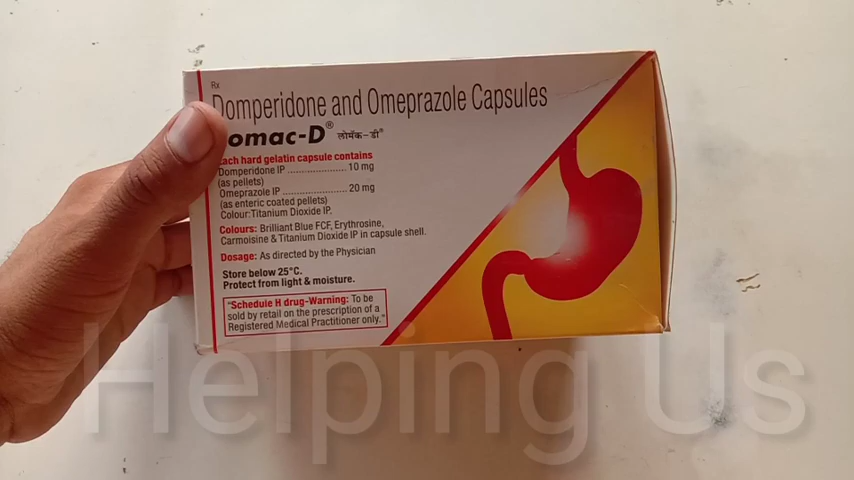 Rx
Domperidone and Omeprazole Capsules
omac-D® लोमॅक-डी®
Each hard gelatin capsule contains
Domperidone IP .................... 10 mg
(as pellets)
Omeprazole IP ...................... 20 mg
(as enteric coated pellets)
Colour: Titanium Dioxide IP.
Colours: Brilliant Blue FCF, Erythrosine,
Carmoisine & Titanium Dioxide IP in capsule shell.
Dosage: As directed by the Physician
Store below 25°C.
Protect from light & moisture.
"Schedule H drug-Warning: To be
sold by retail on the prescription of a
Registered Medical Practitioner only."
Helping Us